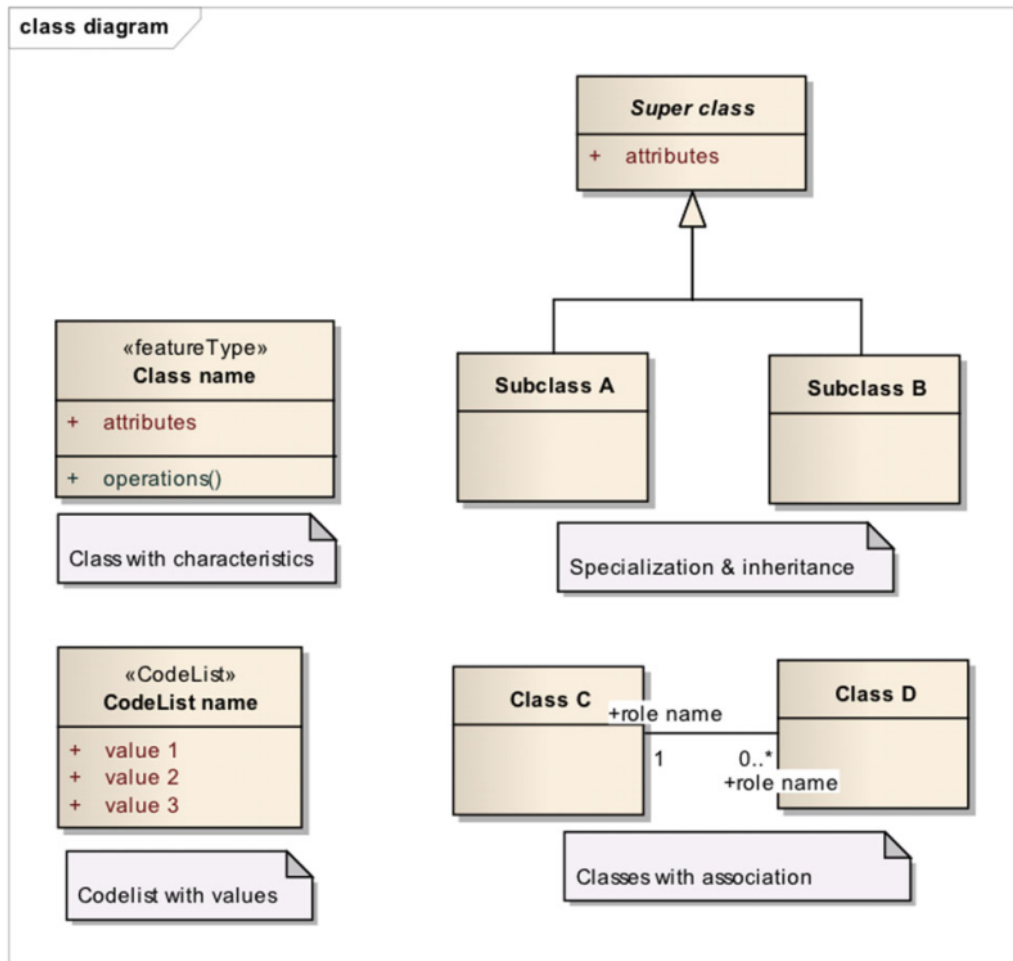 class diagram
Super class
+ attributes
«featureType»
Class name
+ attributes
+ operations()
Class with characteristics
Subclass A
Subclass B
Specialization & inheritance
«CodeList»
CodeList name
+ value 1
+ value 2
+ value 3
Codelist with values
Class C
+role name
1
Class D
0..*
+role name
Classes with association